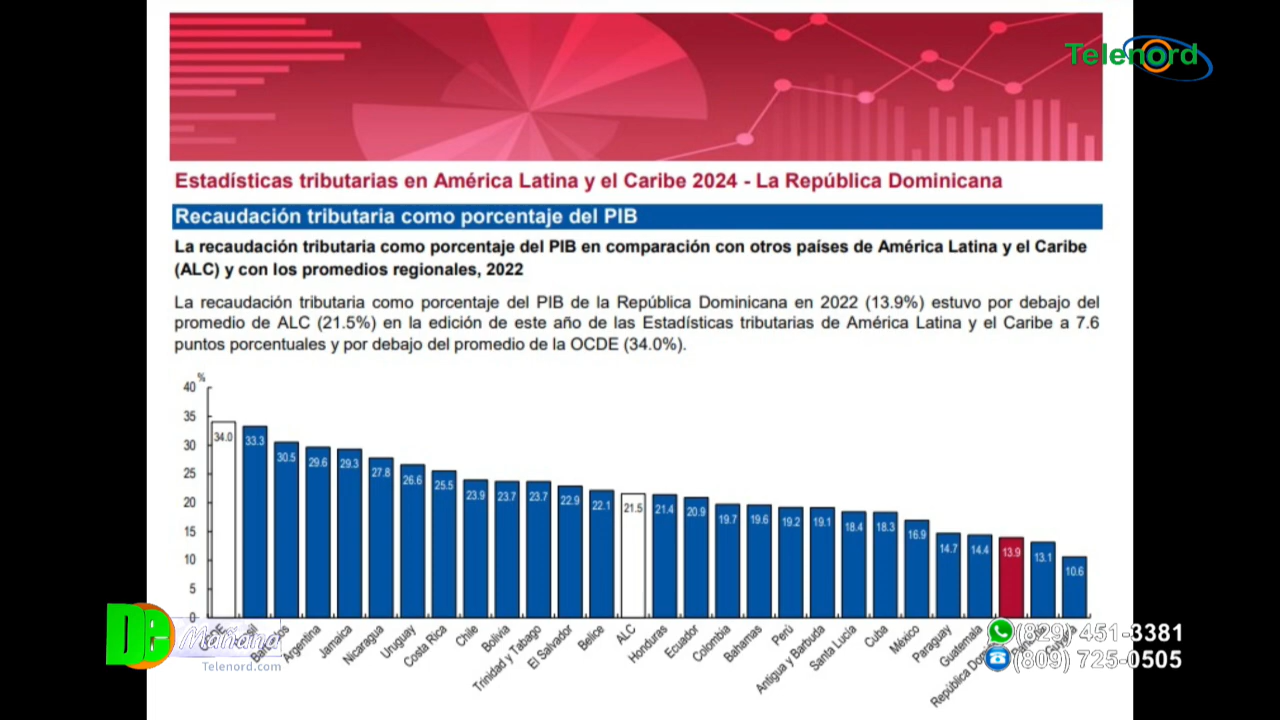 Telenord
Estadísticas tributarias en América Latina y el Caribe 2024 - La República Dominicana
Recaudación tributaria como porcentaje del PIB
La recaudación tributaria como porcentaje del PIB en comparación con otros países de América Latina y el Caribe
(ALC) y con los promedios regionales, 2022
La recaudación tributaria como porcentaje del PIB de la República Dominicana en 2022 (13.9%) estuvo por debajo del
promedio de ALC (21.5%) en la edición de este año de las Estadísticas tributarias de América Latina y el Caribe a 7.6
puntos porcentuales y por debajo del promedio de la OCDE (34.0%).
%
40
35
30
25
20
15
10
5
0
34.0 33.3 30.5 29.6 29.3 27.8 26.6 25.5 23.9 23.7 23.7 22.9 22.1 21.5 21.4 20.9 19.7 19.6 19.2 19.1 18.4 18.3 16.9 14.7 14.4 13.9 13.1 10.6
Jamaica
Nicaragua
Uruguay
Costa Rica
Chile
Bolivia
Trinidad y Tabago
El Salvador
Belice
ALC
Honduras
Ecuador
Colombia
Bahamas
Perú
Antigua y Barbuda
Santa Lucía
Cuba
México
Paraguay
Guatemala
República
De
Mañana
Telenord.com
(829) 451-3381
(809) 725-0505